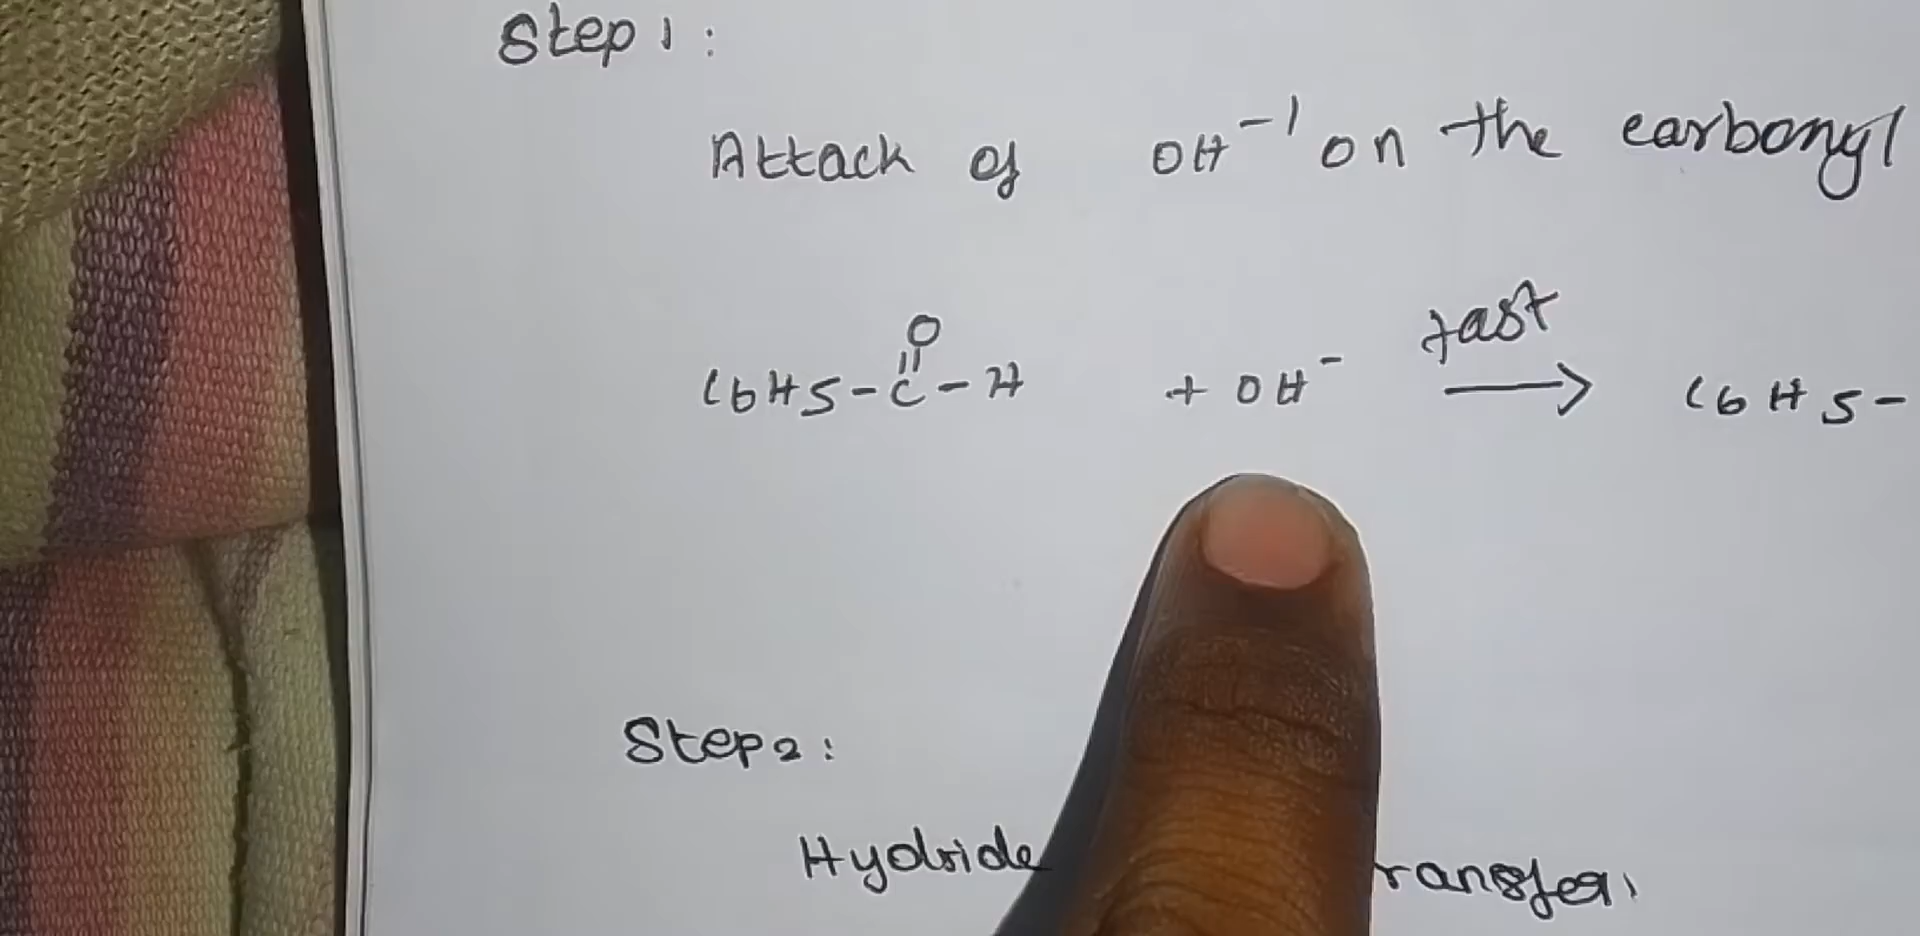 Step 1:
Attack of OH⁻¹ on the carbonyl
O
C6H5-C-H + OH⁻ fast → C6H5-
Step 2:
Hydride ransfer,